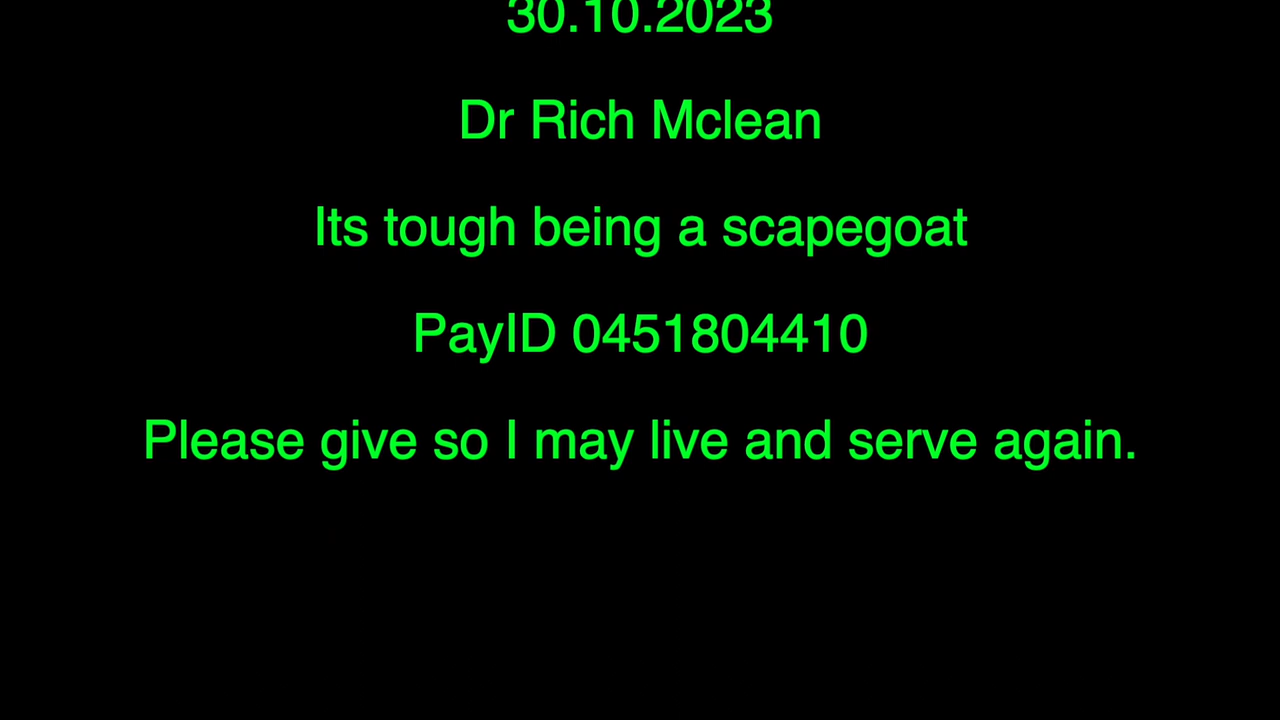 30.10.2023
Dr Rich Mclean
Its tough being a scapegoat
PayID 0451804410
Please give so I may live and serve again.